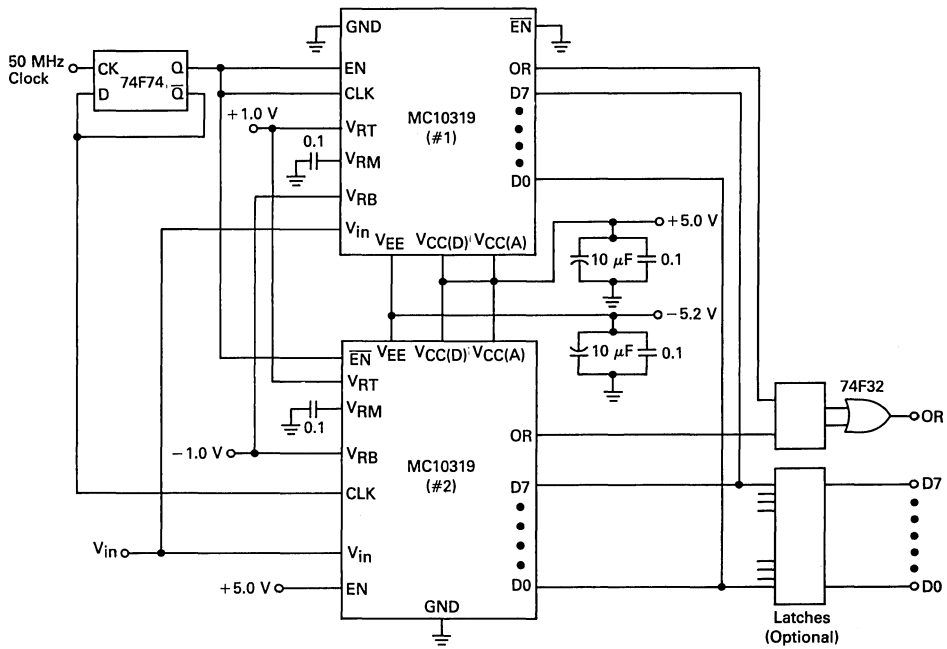 50 MHz
Clock
CK
Q
D
Q̅
74F74
GND
EN
CLK
VRT
VRM
VRB
Vin
VEE
VCC(D)
VCC(A)
E̅N̅
OR
D7
D0
MC10319
(#1)
+1.0 V
0.1
+5.0 V
10 μF
0.1
−5.2 V
10 μF
0.1
E̅N̅
VRT
VRM
VRB
CLK
Vin
EN
VEE
VCC(D)
VCC(A)
OR
D7
D0
GND
MC10319
(#2)
0.1
−1.0 V
Vin
+5.0 V
74F32
OR
D7
D0
Latches
(Optional)